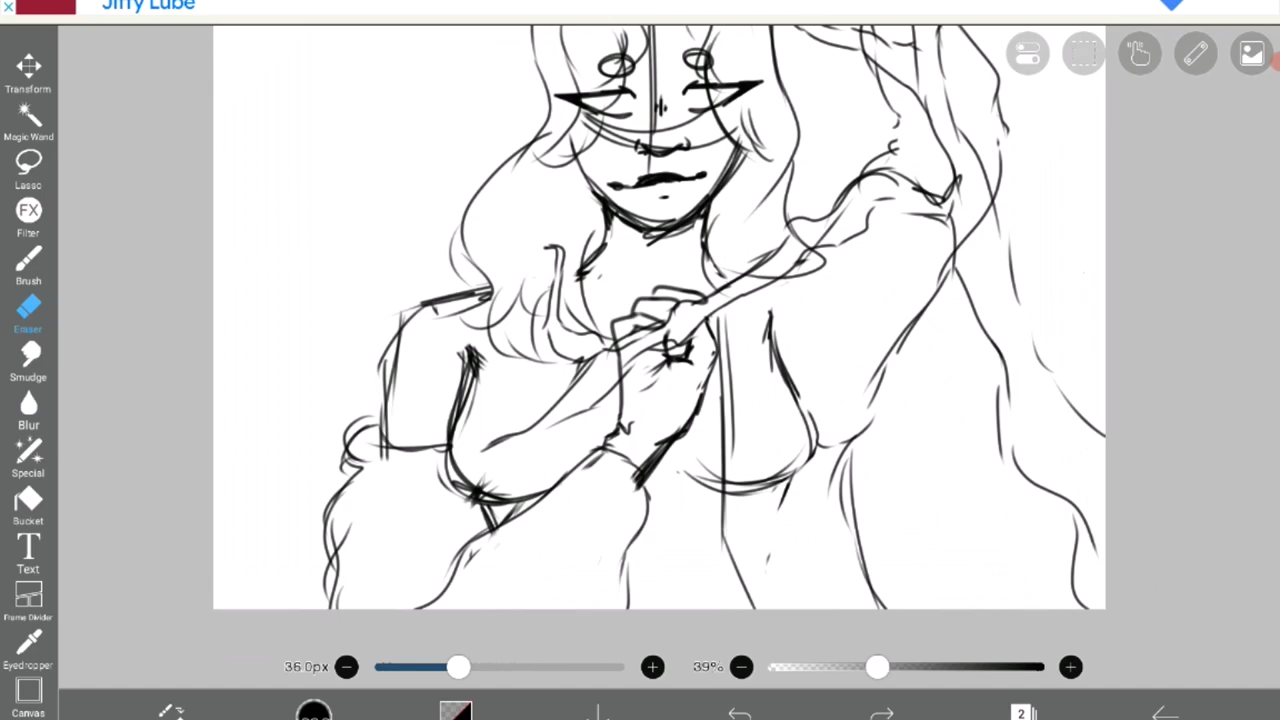 Jiffy Lube
Transform
Magic Wand
Lasso
FX
Filter
Brush
Eraser
Smudge
Blur
Special
Bucket
T
Text
Frame Divider
Eyedropper
Canvas
36.0px
39%
2